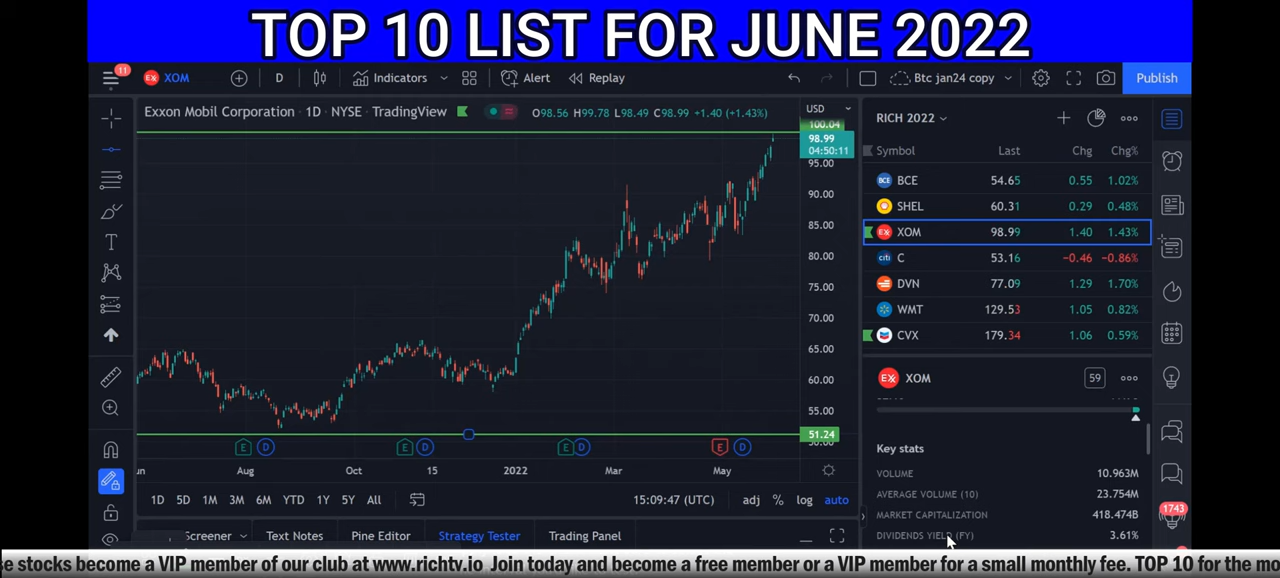 TOP 10 LIST FOR JUNE 2022
11
XOM
D
Indicators
Alert
Replay
Btc jan24 copy
Publish
Exxon Mobil Corporation · 1D · NYSE · TradingView
O98.56 H99.78 L98.49 C98.99 +1.40 (+1.43%)
USD
100.04
98.99
04:50:11
95.00
90.00
85.00
80.00
75.00
70.00
65.00
60.00
55.00
51.24
E D E D E D E D
Aug Oct 15 2022 Mar May
1D 5D 1M 3M 6M YTD 1Y 5Y All
15:09:47 (UTC)
adj % log auto
Screener Text Notes Pine Editor Strategy Tester Trading Panel
RICH 2022
Symbol Last Chg Chg%
BCE 54.65 0.55 1.02%
SHEL 60.31 0.29 0.48%
XOM 98.99 1.40 1.43%
citi C 53.16 −0.46 −0.86%
DVN 77.09 1.29 1.70%
WMT 129.53 1.05 0.82%
CVX 179.34 1.06 0.59%
XOM
59
Key stats
VOLUME 10.963M
AVERAGE VOLUME (10) 23.754M
MARKET CAPITALIZATION 418.474B
DIVIDENDS YIELD (FY) 3.61%
1743
se stocks become a VIP member of our club at www.richtv.io Join today and become a free member or a VIP member for a small monthly fee. TOP 10 for the mo